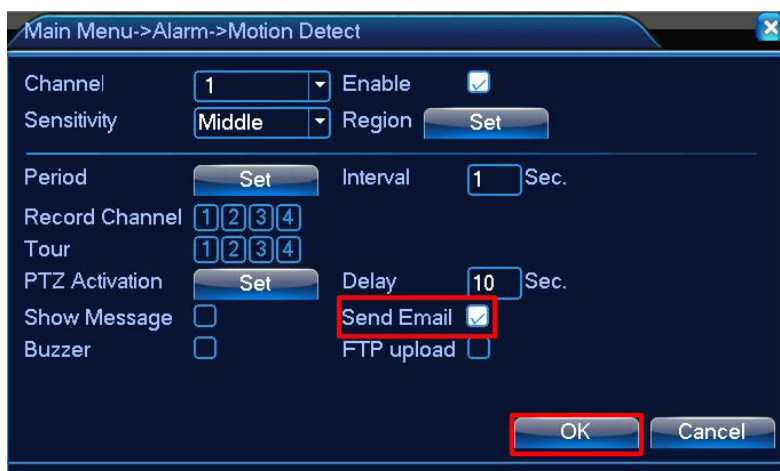 Main Menu->Alarm->Motion Detect
Channel 1 Enable
Sensitivity Middle Region Set
Period Set Interval 1 Sec.
Record Channel 1 2 3 4
Tour 1 2 3 4
PTZ Activation Set Delay 10 Sec.
Show Message Send Email
Buzzer FTP upload
OK Cancel